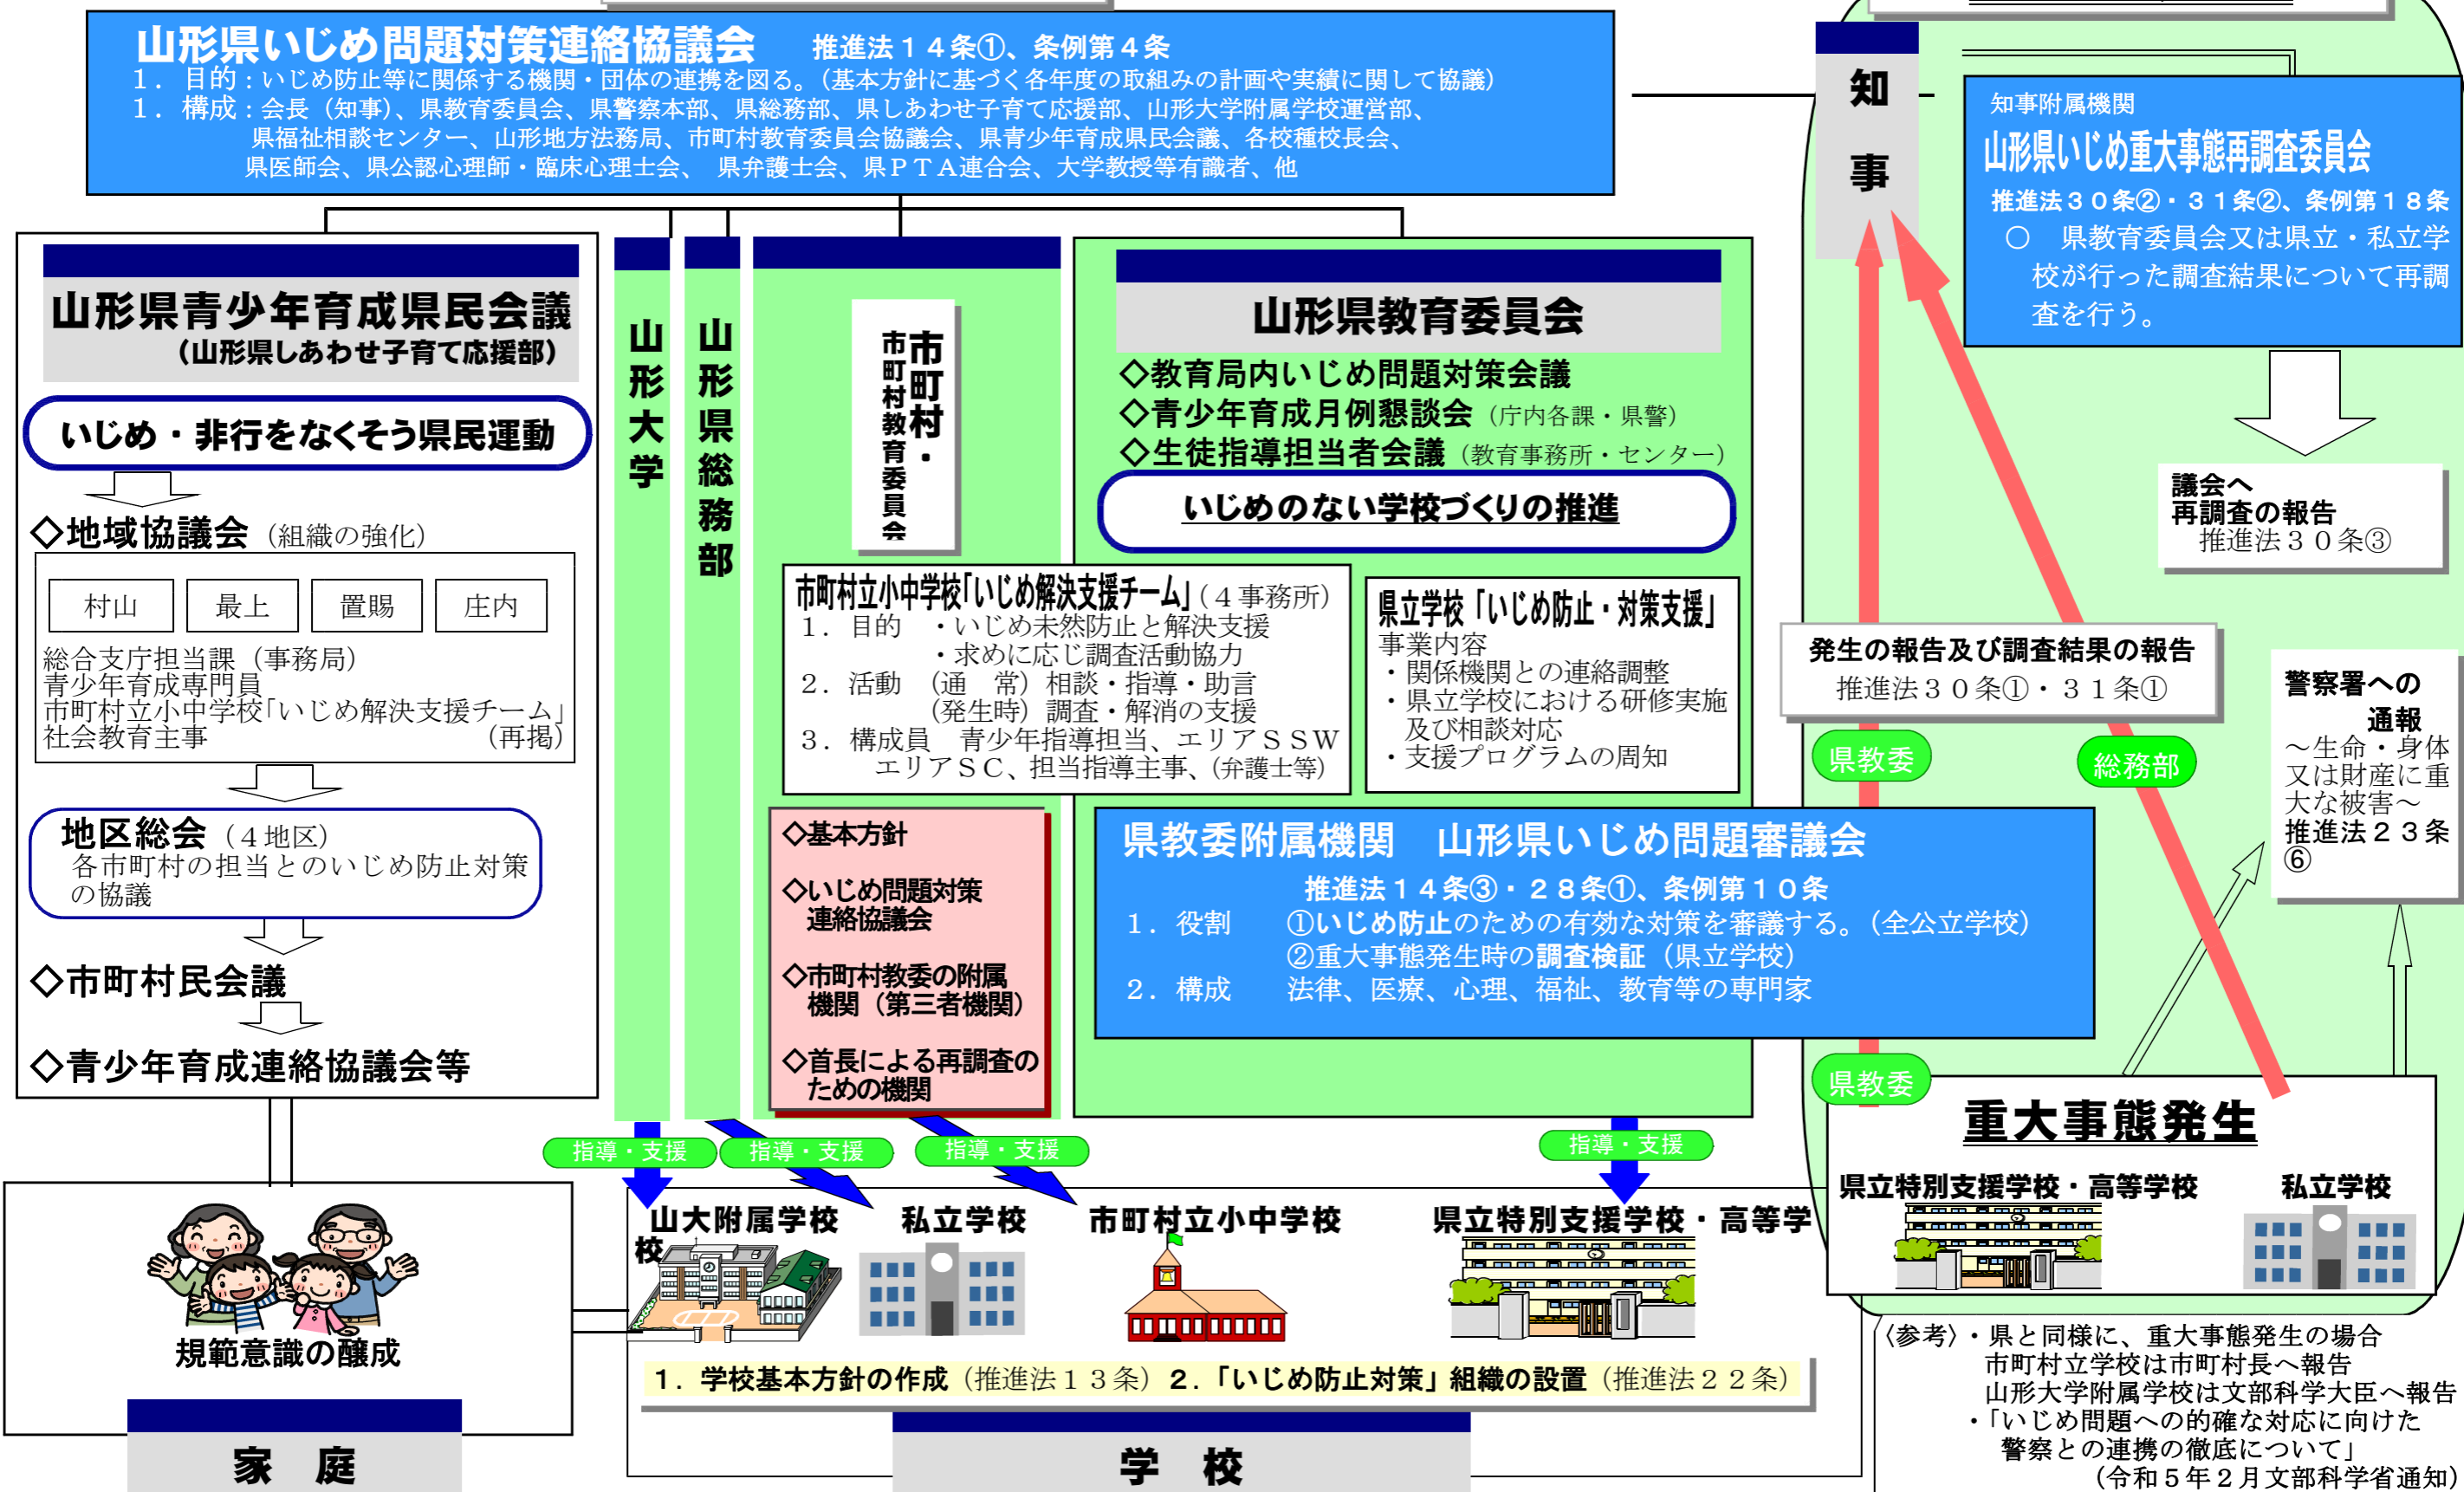 山形県いじめ問題対策連絡協議会　推進法１４条①、条例第４条
１．目的：いじめ防止等に関係する機関・団体の連携を図る。（基本方針に基づく各年度の取組みの計画や実績に関して協議）
１．構成：会長（知事）、県教育委員会、県警察本部、県総務部、県しあわせ子育て応援部、山形大学附属学校運営部、
県福祉相談センター、山形地方法務局、市町村教育委員会協議会、県青少年育成県民会議、各校種校長会、
県医師会、県公認心理師・臨床心理士会、　県弁護士会、県ＰＴＡ連合会、大学教授等有識者、他
知事
知事附属機関
山形県いじめ重大事態再調査委員会
推進法３０条②・３１条②、条例第１８条
○　県教育委員会又は県立・私立学
校が行った調査結果について再調
査を行う。
議会へ
再調査の報告
推進法３０条③
山形県青少年育成県民会議
（山形県しあわせ子育て応援部）
いじめ・非行をなくそう県民運動
◇地域協議会（組織の強化）
村山
最上
置賜
庄内
総合支庁担当課（事務局）
青少年育成専門員
市町村立小中学校「いじめ解決支援チーム」
社会教育主事　（再掲）
地区総会（４地区）
各市町村の担当とのいじめ防止対策
の協議
◇市町村民会議
◇青少年育成連絡協議会等
山形大学
山形県総務部
市町村・
市町村教育委員会
山形県教育委員会
◇教育局内いじめ問題対策会議
◇青少年育成月例懇談会（庁内各課・県警）
◇生徒指導担当者会議（教育事務所・センター）
いじめのない学校づくりの推進
市町村立小中学校「いじめ解決支援チーム」（４事務所）
１．目的　・いじめ未然防止と解決支援
・求めに応じ調査活動協力
２．活動　（通　常）相談・指導・助言
（発生時）調査・解消の支援
３．構成員　青少年指導担当、エリアＳＳＷ
エリアＳＣ、担当指導主事、（弁護士等）
県立学校「いじめ防止・対策支援」
事業内容
・関係機関との連絡調整
・県立学校における研修実施
及び相談対応
・支援プログラムの周知
◇基本方針
◇いじめ問題対策
連絡協議会
◇市町村教委の附属
機関（第三者機関）
◇首長による再調査の
ための機関
県教委附属機関　山形県いじめ問題審議会
推進法１４条③・２８条①、条例第１０条
１．役割　①いじめ防止のための有効な対策を審議する。（全公立学校）
②重大事態発生時の調査検証（県立学校）
２．構成　法律、医療、心理、福祉、教育等の専門家
発生の報告及び調査結果の報告
推進法３０条①・３１条①
県教委
総務部
警察署への
通報
～生命・身体
又は財産に重
大な被害～
推進法２３条
⑥
県教委
重大事態発生
県立特別支援学校・高等学校
私立学校
指導・支援
指導・支援
指導・支援
指導・支援
山大附属学校
私立学校
市町村立小中学校
県立特別支援学校・高等学
規範意識の醸成
１．学校基本方針の作成（推進法１３条）２．「いじめ防止対策」組織の設置（推進法２２条）
家　庭
学　校
〈参考〉・県と同様に、重大事態発生の場合
市町村立学校は市町村長へ報告
山形大学附属学校は文部科学大臣へ報告
・「いじめ問題への的確な対応に向けた
警察との連携の徹底について」
（令和５年２月文部科学省通知）